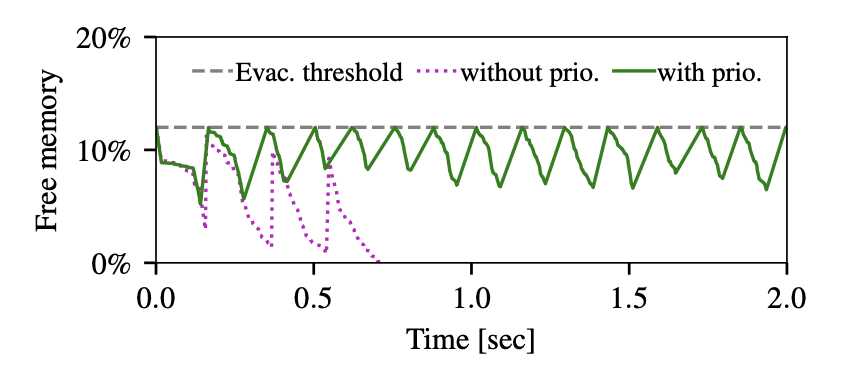 20%
Evac. threshold without prio. with prio.
10%
Free memory
0%
0.0 0.5 1.0 1.5 2.0
Time [sec]